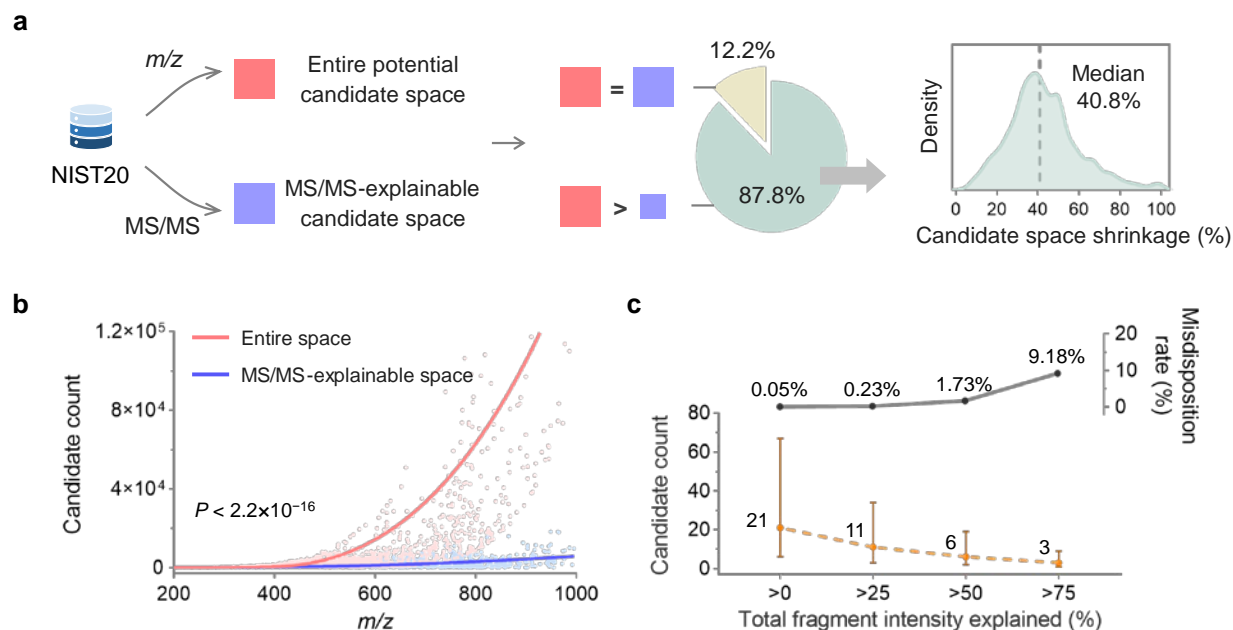 a
m/z
NIST20
MS/MS
Entire potential
candidate space
MS/MS-explainable
candidate space
=
>
12.2%
87.8%
Density
Median
40.8%
0 20 40 60 80 100
Candidate space shrinkage (%)
b
Candidate count
1.2×10⁵
8×10⁴
4×10⁴
0
Entire space
MS/MS-explainable space
P < 2.2×10⁻¹⁶
200 400 600 800 1000
m/z
c
0.05% 0.23% 1.73% 9.18%
20
10
0
Misdisposition
rate (%)
Candidate count
80
60
40
20
0
21 11 6 3
>0 >25 >50 >75
Total fragment intensity explained (%)